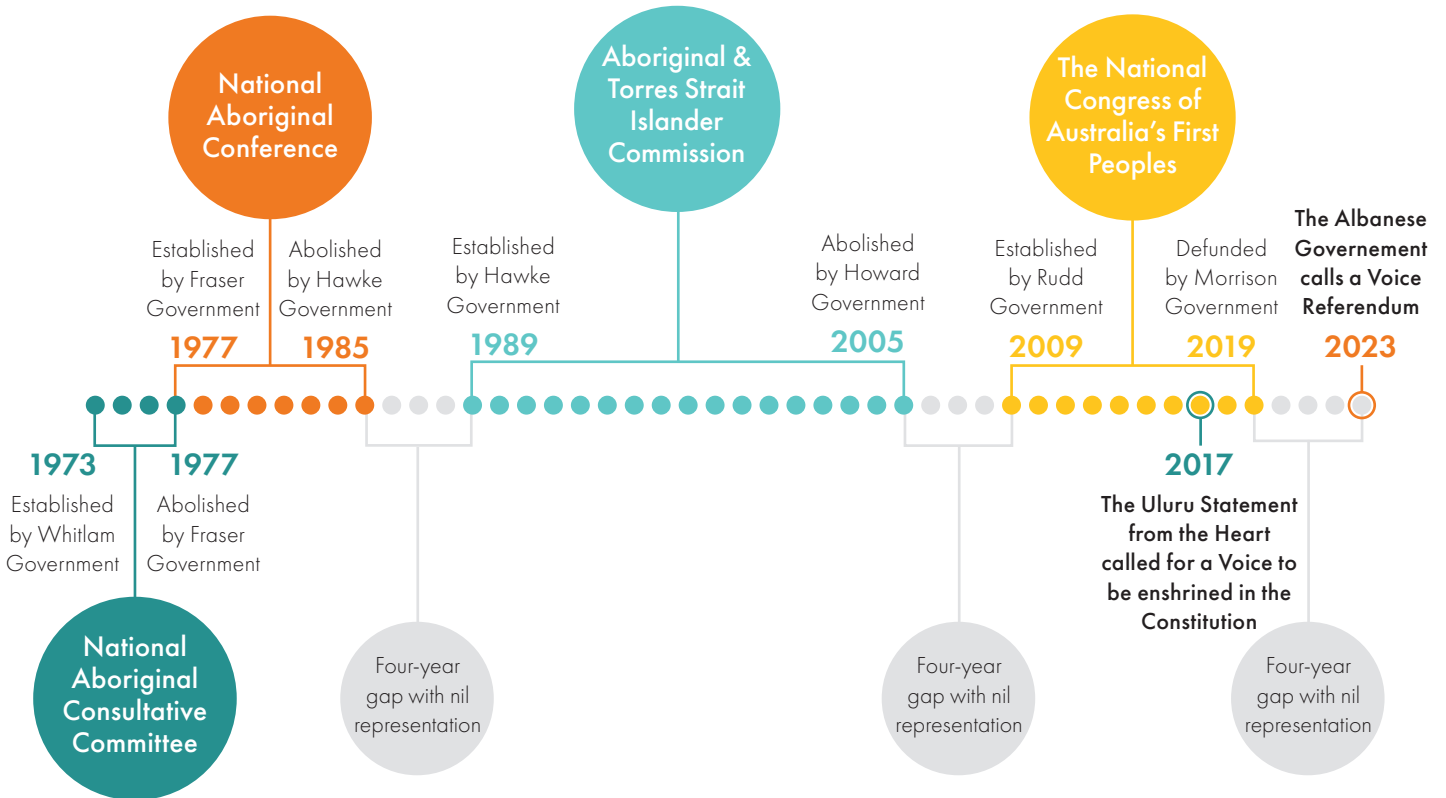 National
Aboriginal
Conference
Aboriginal &
Torres Strait
Islander
Commission
The National
Congress of
Australia's First
Peoples
Established
by Fraser
Government
1977
Abolished
by Hawke
Government
1985
Established
by Hawke
Government
1989
Abolished
by Howard
Government
2005
Established
by Rudd
Government
2009
Defunded
by Morrison
Government
2019
The Albanese
Governement
calls a Voice
Referendum
2023
1973
Established
by Whitlam
Government
1977
Abolished
by Fraser
Government
2017
The Uluru Statement
from the Heart
called for a Voice to
be enshrined in the
Constitution
National
Aboriginal
Consultative
Committee
Four-year
gap with nil
representation
Four-year
gap with nil
representation
Four-year
gap with nil
representation